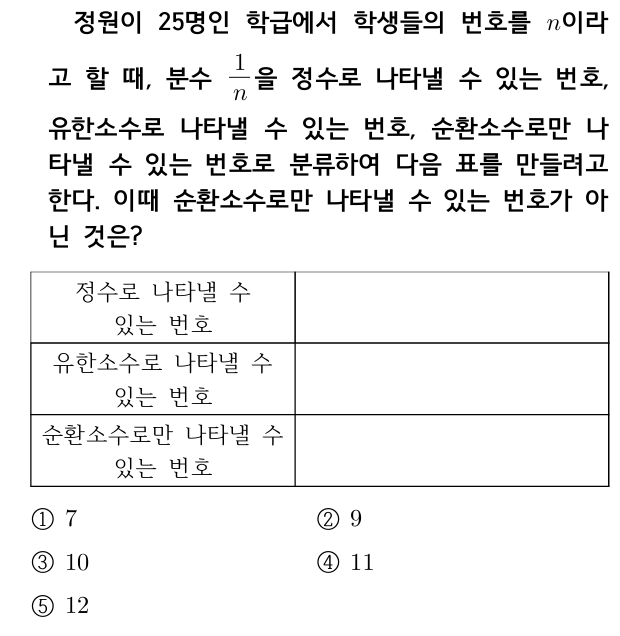 정원이 25명인 학급에서 학생들의 번호를 n이라
고 할 때, 분수 1/n을 정수로 나타낼 수 있는 번호,
유한소수로 나타낼 수 있는 번호, 순환소수로만 나
타낼 수 있는 번호로 분류하여 다음 표를 만들려고
한다. 이때 순환소수로만 나타낼 수 있는 번호가 아
닌 것은?
정수로 나타낼 수
있는 번호
유한소수로 나타낼 수
있는 번호
순환소수로만 나타낼 수
있는 번호
① 7 ② 9
③ 10 ④ 11
⑤ 12